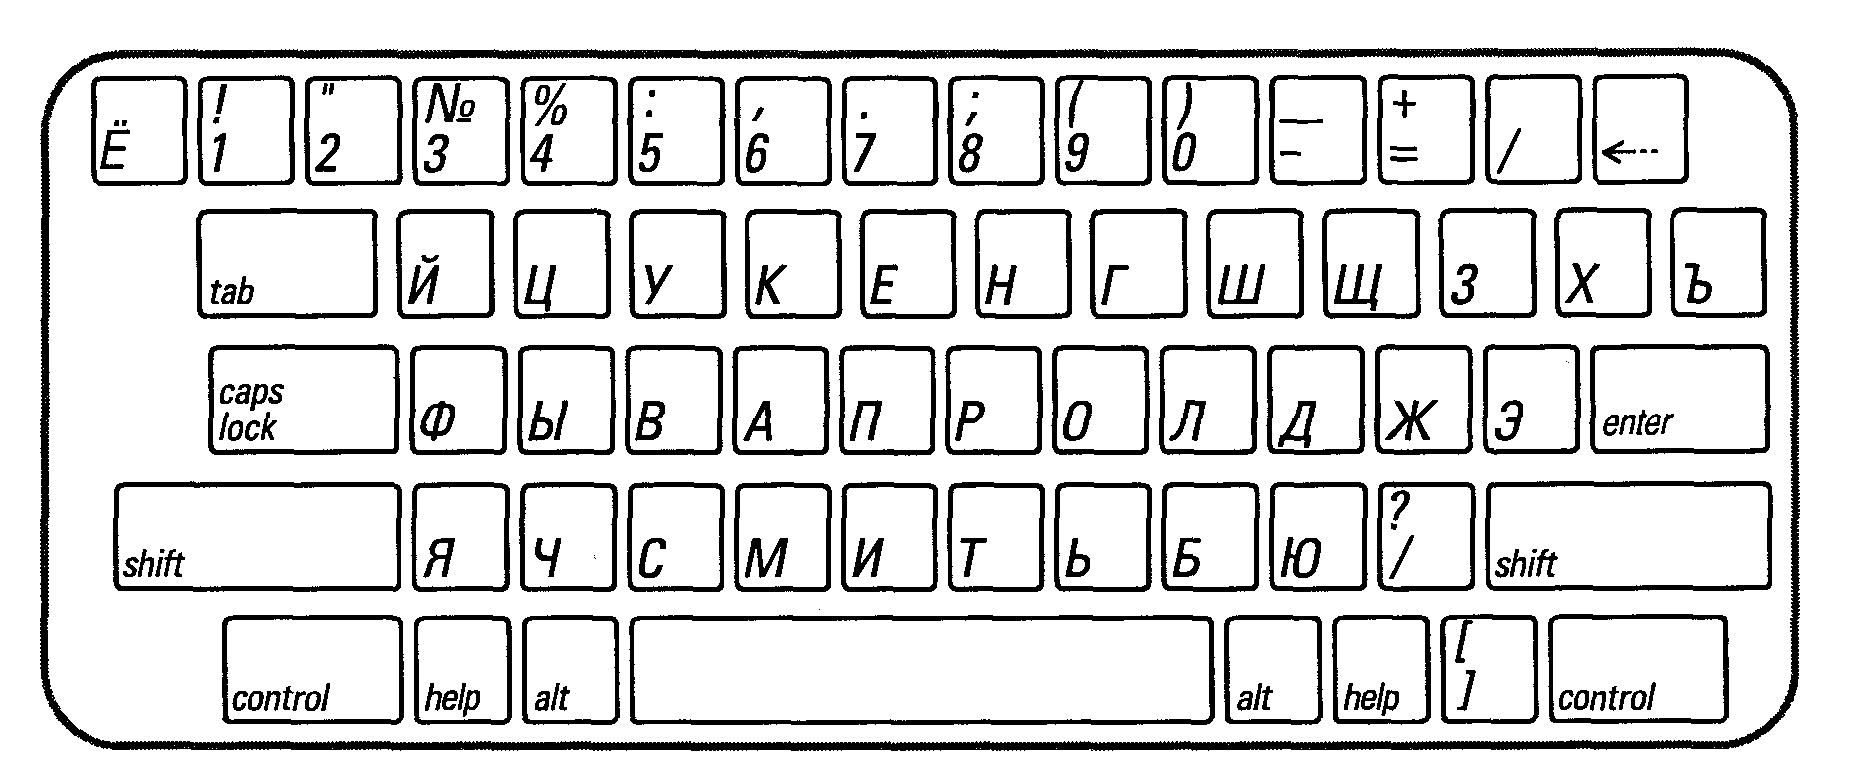 Ё ! 1 " 2 № 3 % 4 : 5 , 6 . 7 ; 8 ( 9 ) 0 — - + = / ←
tab Й Ц У К Е Н Г Ш Щ З Х Ъ
caps lock Ф Ы В А П Р О Л Д Ж Э enter
shift Я Ч С М И Т Ь Б Ю ? / shift
control help alt alt help [ ] control